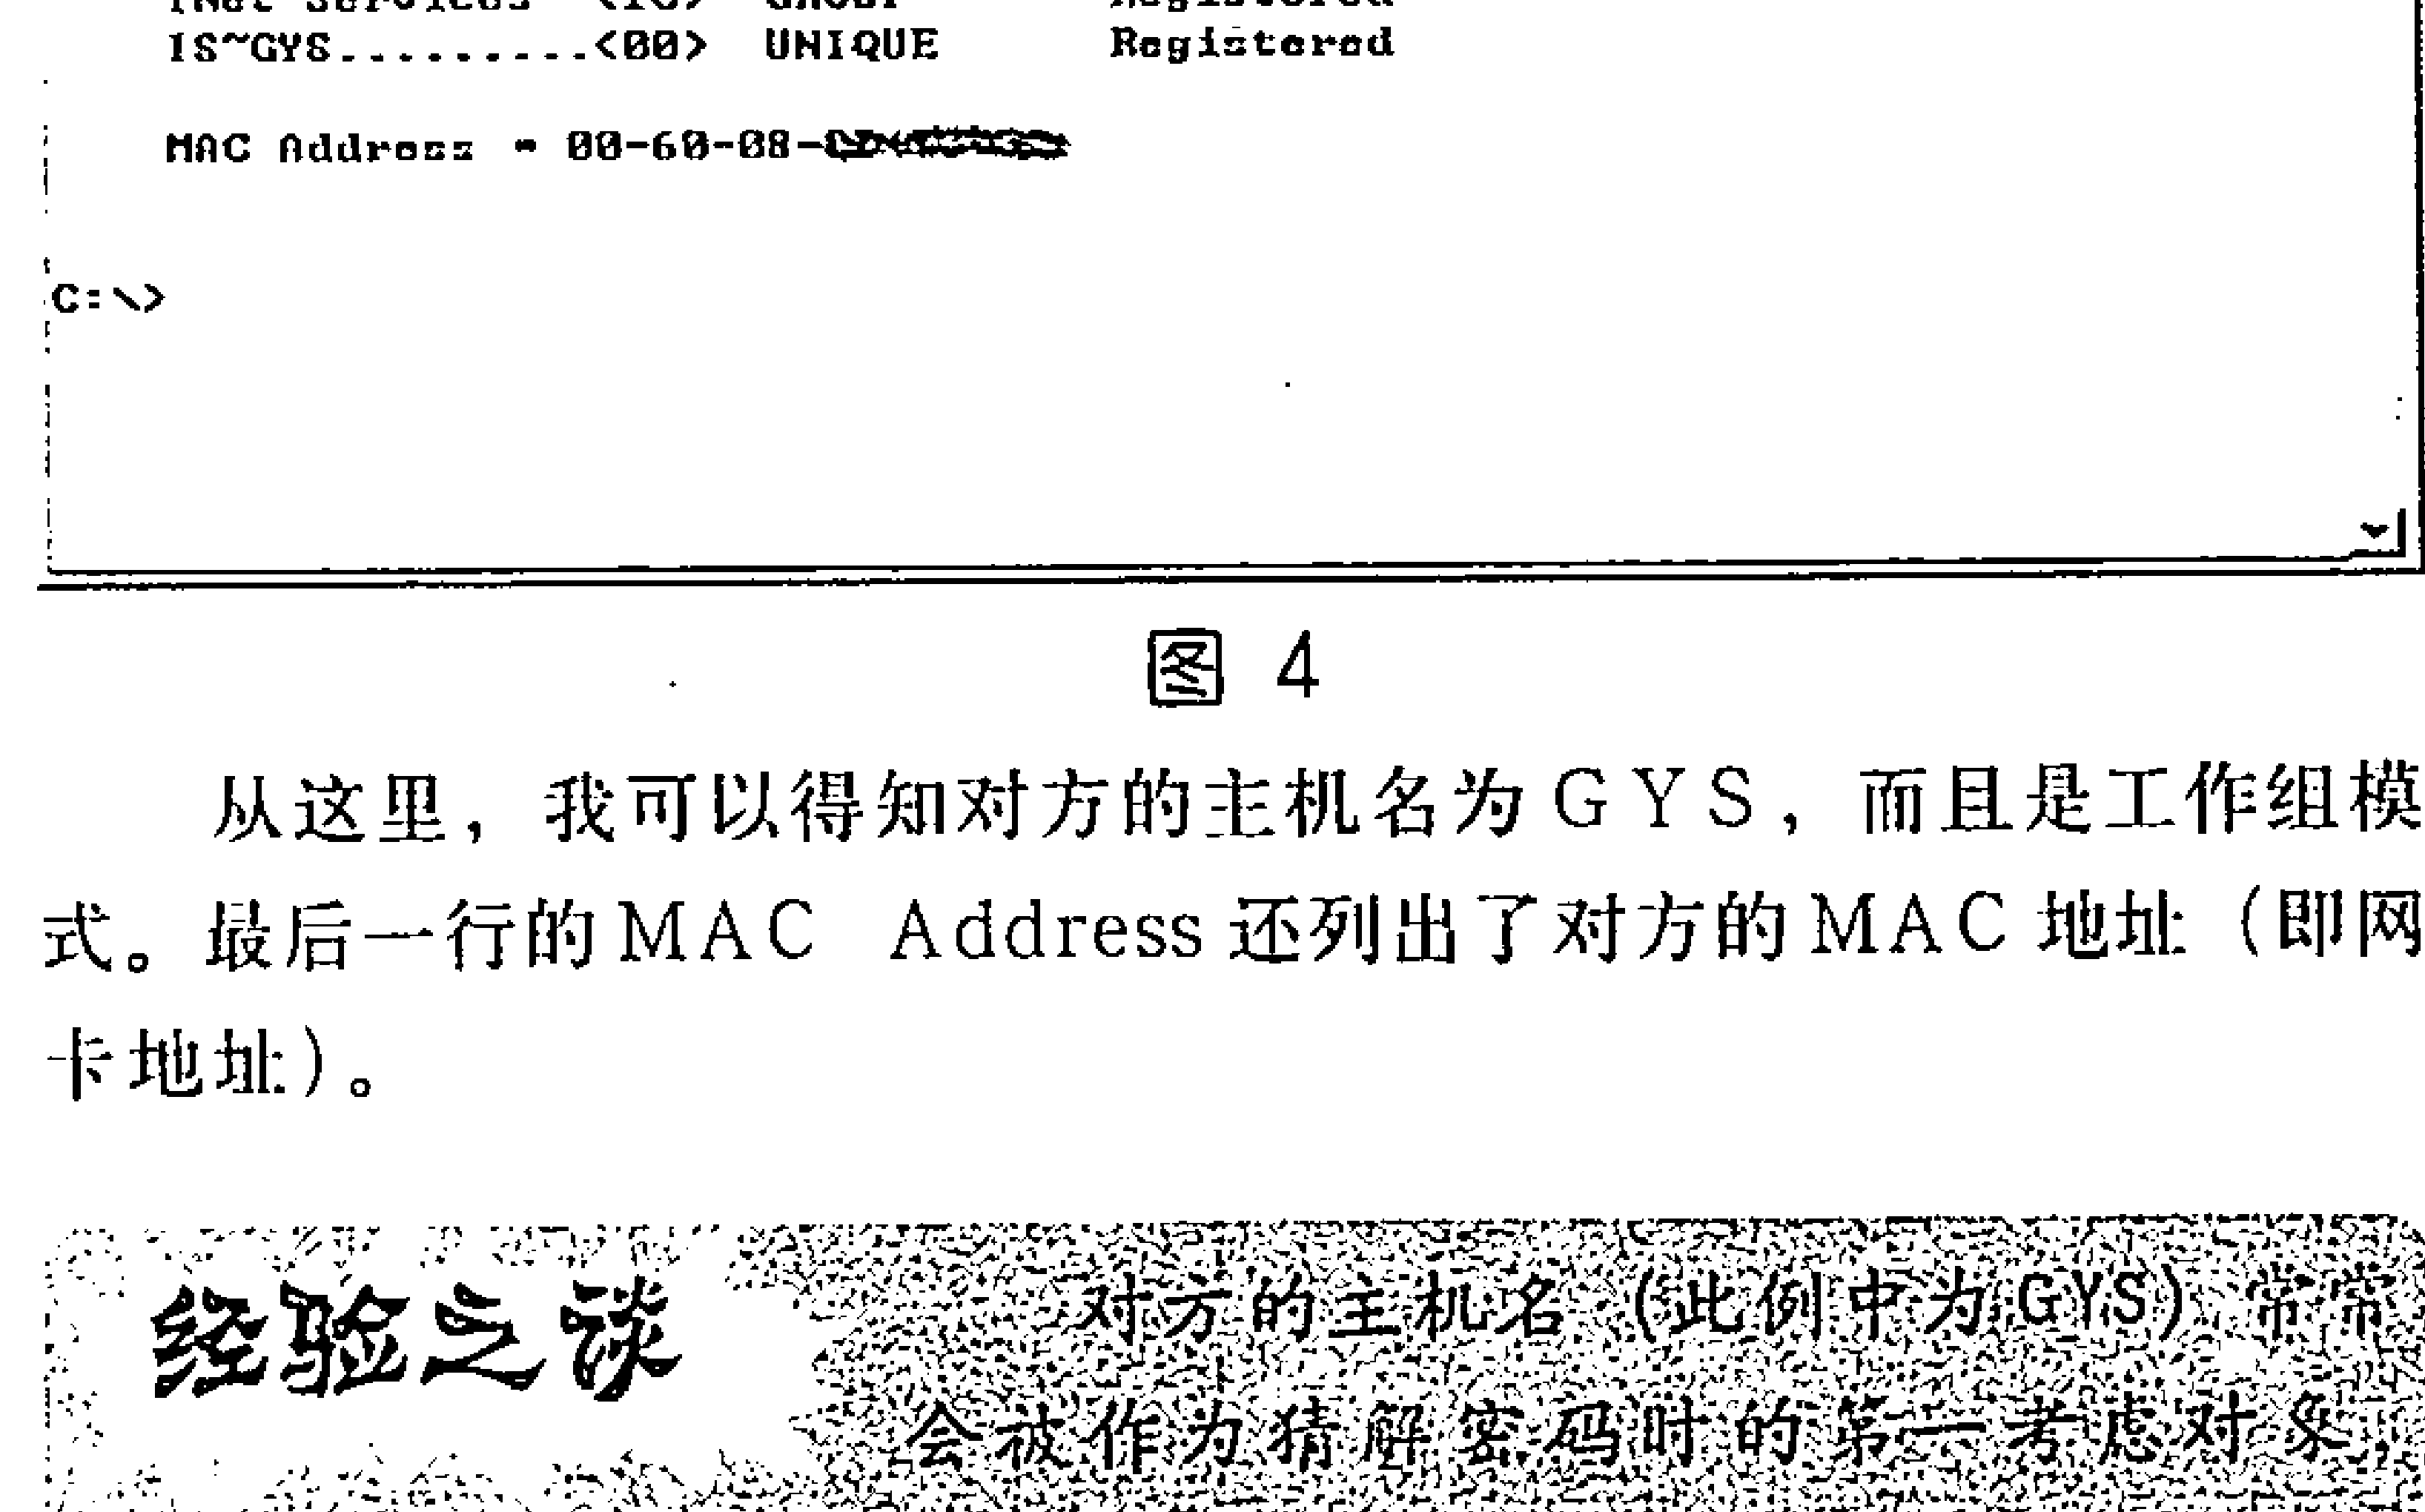 INet Services <1C> GROUP Registered
IS~GYS.........<00> UNIQUE Registered
MAC Address = 00-60-08-
C:\>
图 4
从这里，我可以得知对方的主机名为GYS，而且是工作组模
式。最后一行的MAC Address还列出了对方的MAC地址（即网
卡地址）。
经验之谈
对方的主机名（此例中为GYS）常常
会被作为猜解密码时的第一考虑对象